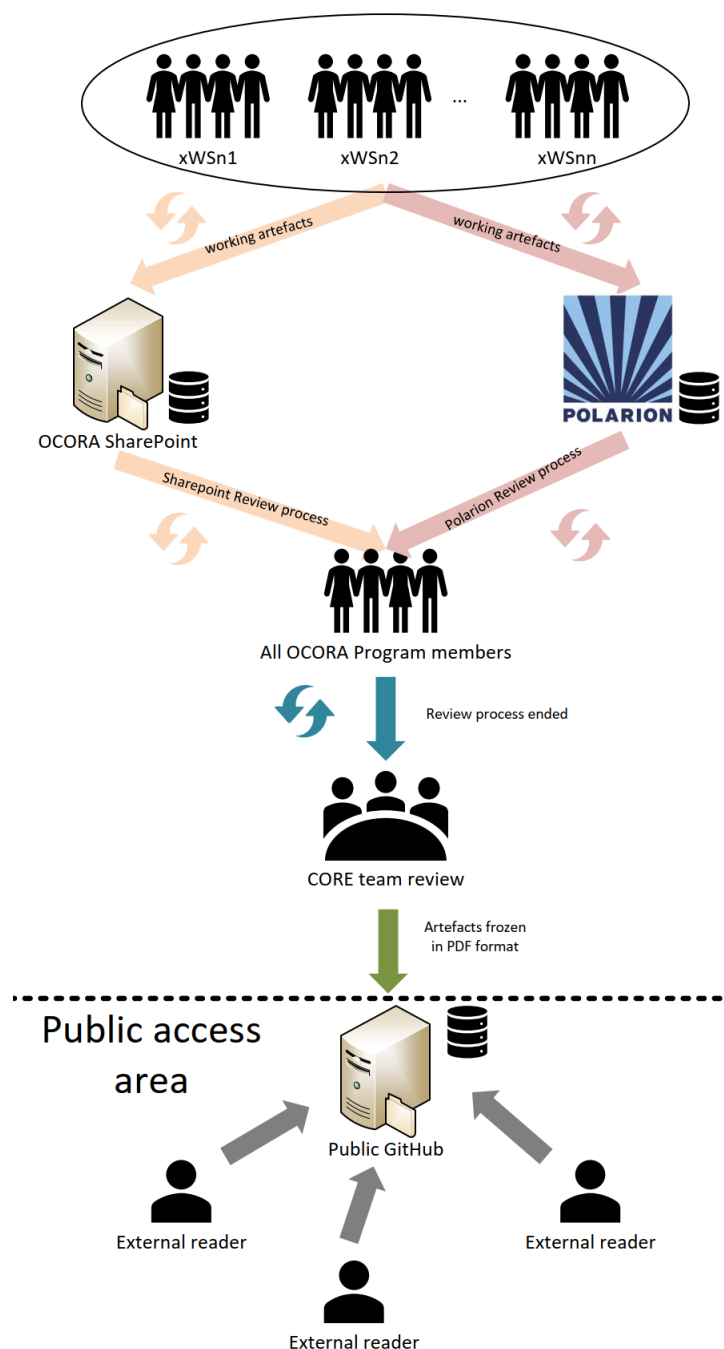 ...
xWSn1
xWSn2
xWSnn
working artefacts
working artefacts
POLARION
OCORA SharePoint
Sharepoint Review process
Polarion Review process
All OCORA Program members
Review process ended
CORE team review
Artefacts frozen
in PDF format
Public access
area
Public GitHub
External reader
External reader
External reader